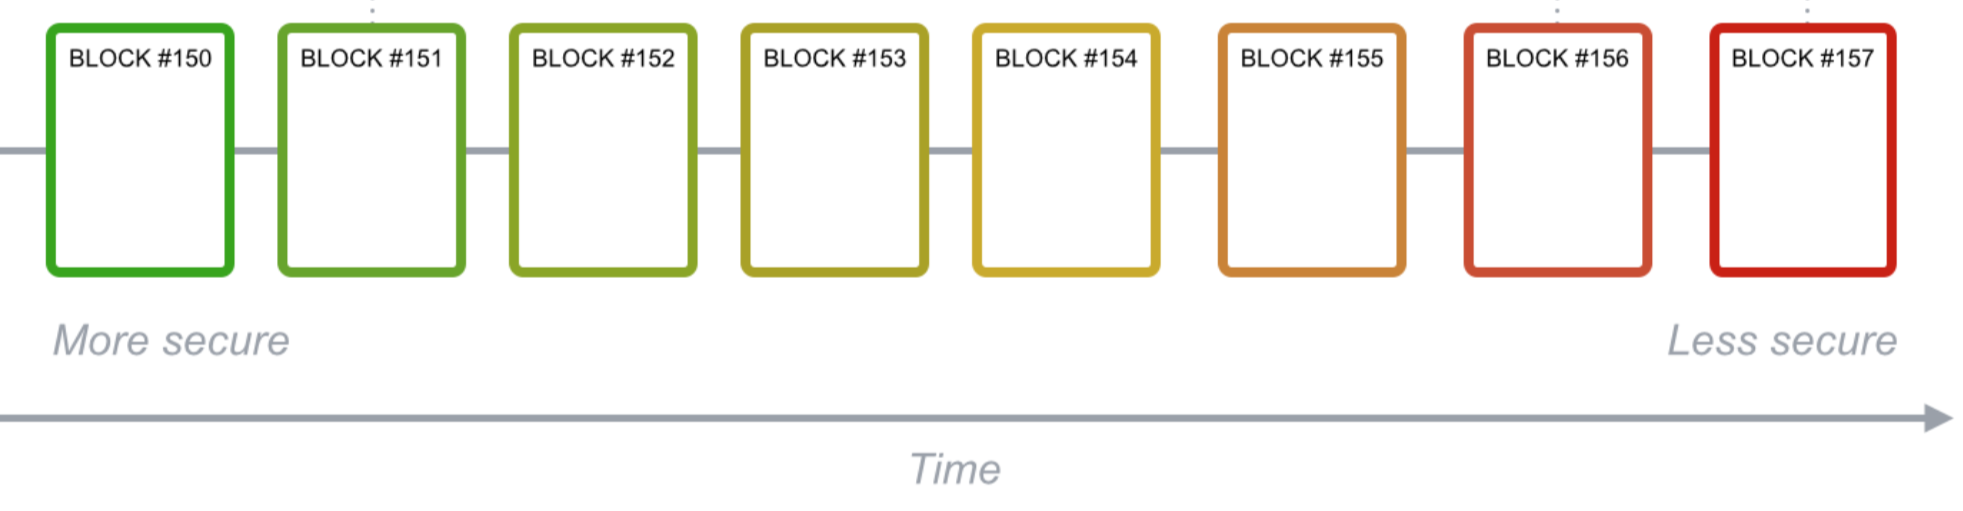 BLOCK #150 BLOCK #151 BLOCK #152 BLOCK #153 BLOCK #154 BLOCK #155 BLOCK #156 BLOCK #157
More secure Less secure
Time